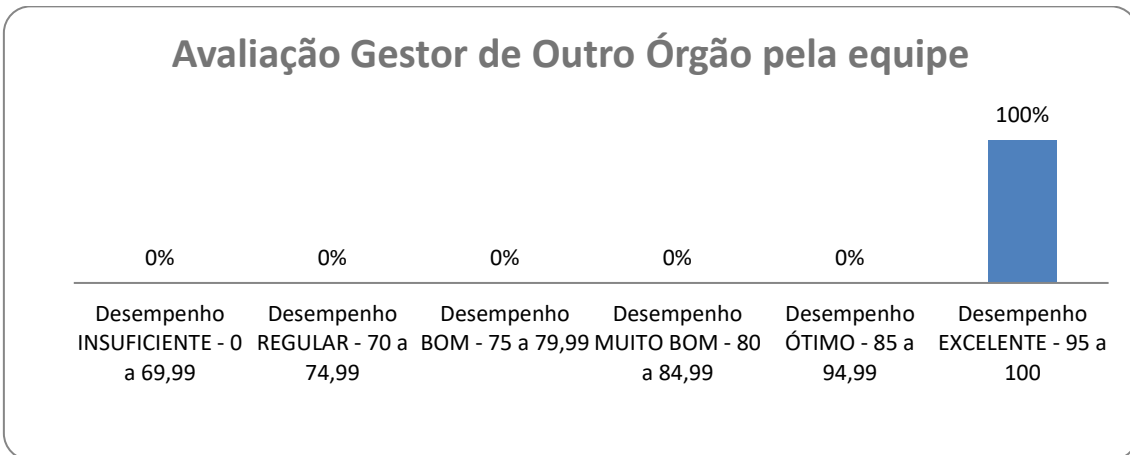 Avaliação Gestor de Outro Órgão pela equipe
100%
0%
0%
0%
0%
0%
Desempenho
INSUFICIENTE - 0
a 69,99
Desempenho
REGULAR - 70 a
74,99
Desempenho
BOM - 75 a 79,99
Desempenho
MUITO BOM - 80
a 84,99
Desempenho
ÓTIMO - 85 a
94,99
Desempenho
EXCELENTE - 95 a
100